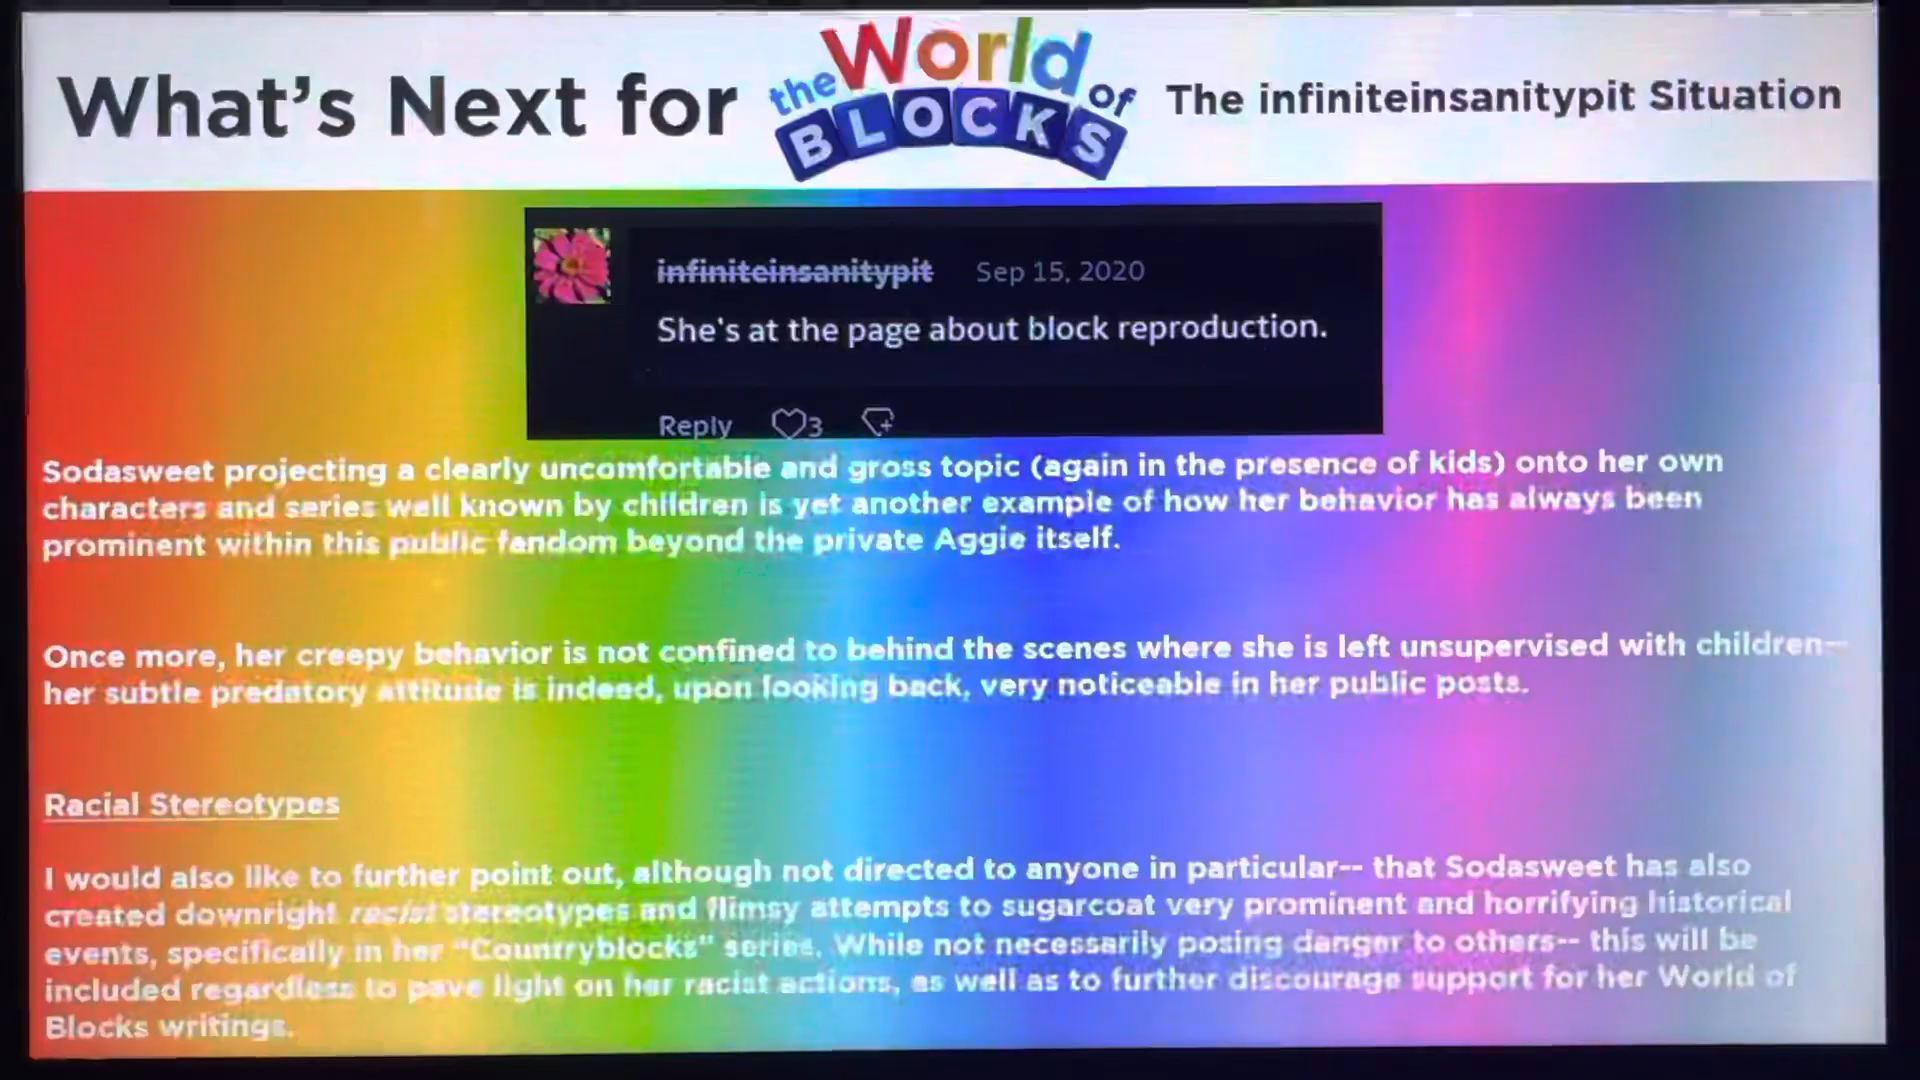 What's Next for the World of BLOCKS The infiniteinsanitypit Situation
infiniteinsanitypit Sep 15, 2020
She's at the page about block reproduction.
Reply 3
Sodasweet projecting a clearly uncomfortable and gross topic (again in the presence of kids) onto her own
characters and series well known by children is yet another example of how her behavior has always been
prominent within this public fandom beyond the private Aggie itself.
Once more, her creepy behavior is not confined to behind the scenes where she is left unsupervised with children--
her subtle predatory attitude is indeed, upon looking back, very noticeable in her public posts.
Racial Stereotypes
I would also like to further point out, although not directed to anyone in particular-- that Sodasweet has also
created downright racist stereotypes and flimsy attempts to sugarcoat very prominent and horrifying historical
events, specifically in her "Countryblocks" series. While not necessarily posing danger to others-- this will be
included regardless to pave light on her racist actions, as well as to further discourage support for her World of
Blocks writings.